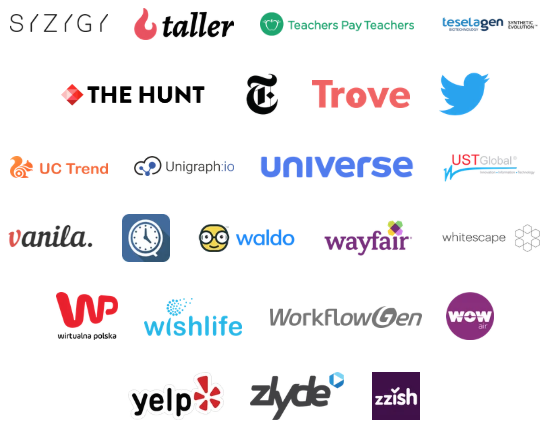 SYZYGY
taller
Teachers Pay Teachers
teselagen
BIOTECHNOLOGY
SYNTHETIC
EVOLUTION™
THE HUNT
T
Trove
UC Trend
Unigraph:io
universe
USTGlobal®
vanila.
waldo
wayfair
whitescape
WP
wirtualna polska
wishlife
WorkflowGen
WOW
air
yelp
zlyde
zzish